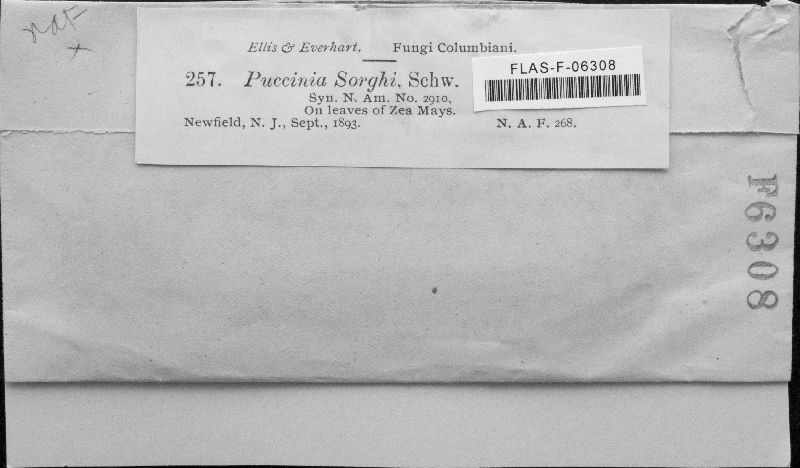 Ellis & Everhart. Fungi Columbiani.
257. Puccinia Sorghi, Schw.
Syn. N. Am. No. 2910,
On leaves of Zea Mays.
Newfield, N. J., Sept., 1893. N. A. F. 268.
FLAS-F-06308
F6308